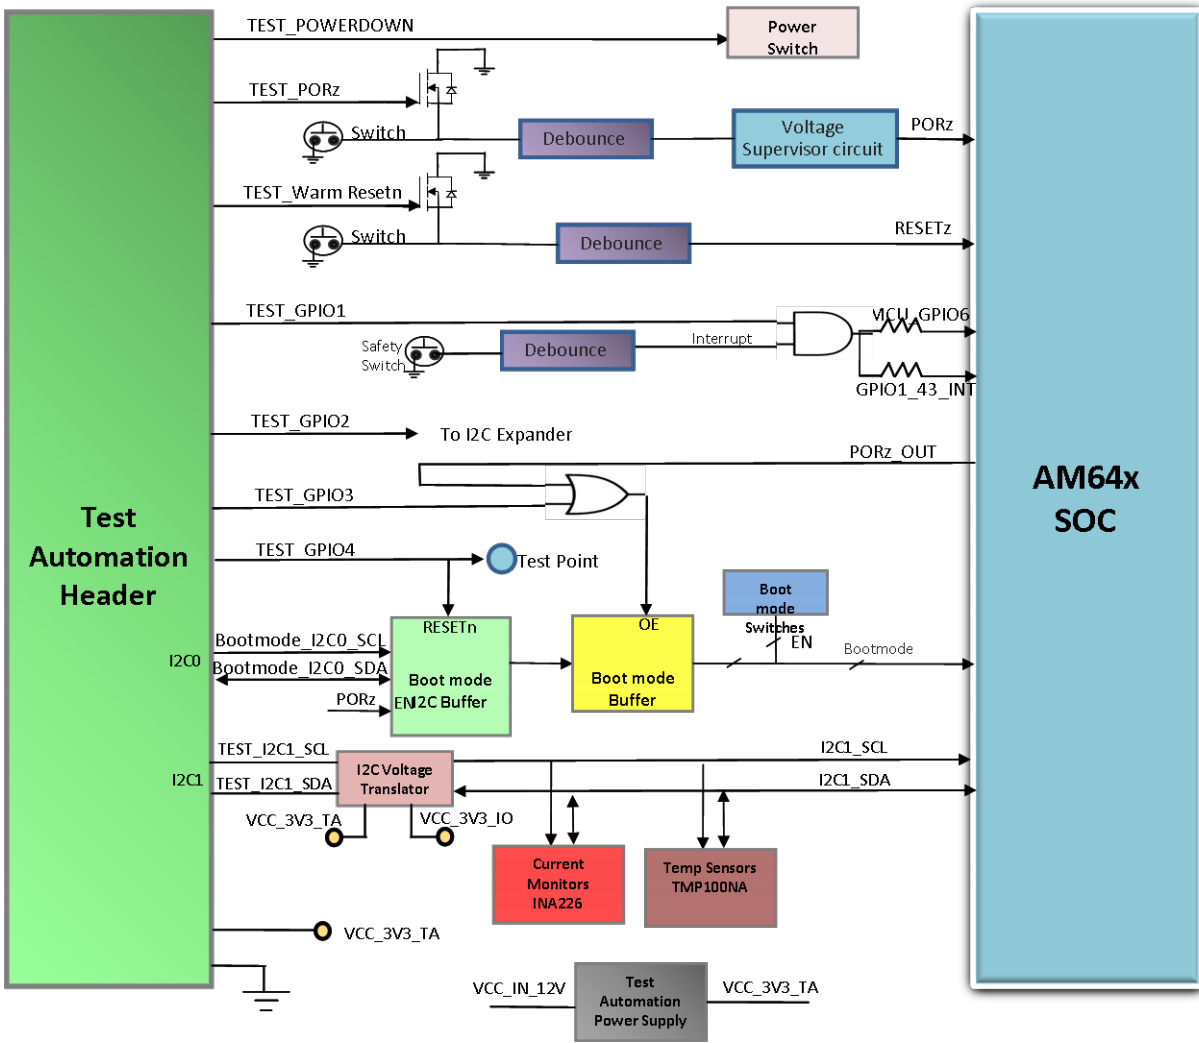 TEST_POWERDOWN
Power
Switch
TEST_PORz
Switch
Debounce
Voltage
Supervisor circuit
PORz
TEST_Warm Resetn
Switch
Debounce
RESETz
TEST_GPIO1
MCU_GPIO6
Safety
Switch
Debounce
Interrupt
GPIO1_43_INT
TEST_GPIO2
To I2C Expander
PORz_OUT
TEST_GPIO3
Test
Automation
Header
AM64x
SOC
TEST_GPIO4
Test Point
Boot
mode
Switches
EN
RESETn
OE
I2C0
Bootmode_I2C0_SCL
Bootmode_I2C0_SDA
PORz
EN
Boot mode
I2C Buffer
Boot mode
Buffer
Bootmode
I2C1
TEST_I2C1_SCL
TEST_I2C1_SDA
I2C Voltage
Translator
I2C1_SCL
I2C1_SDA
VCC_3V3_TA
VCC_3V3_IO
Current
Monitors
INA226
Temp Sensors
TMP100NA
VCC_3V3_TA
VCC_IN_12V
Test
Automation
Power Supply
VCC_3V3_TA